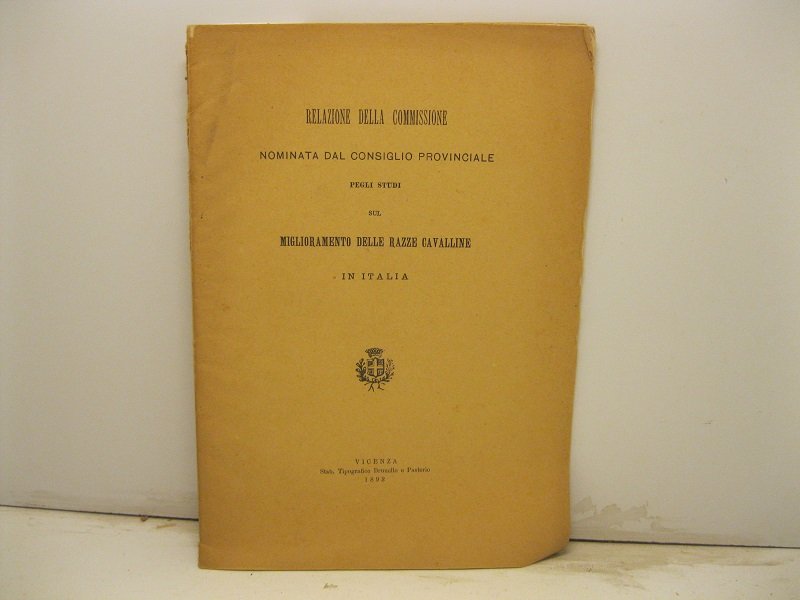 RELAZIONE DELLA COMMISSIONE
NOMINATA DAL CONSIGLIO PROVINCIALE
PEGLI STUDI
SUL
MIGLIORAMENTO DELLE RAZZE CAVALLINE
IN ITALIA
VICENZA
Stab. Tipografico Brunello e Pastorio
1892